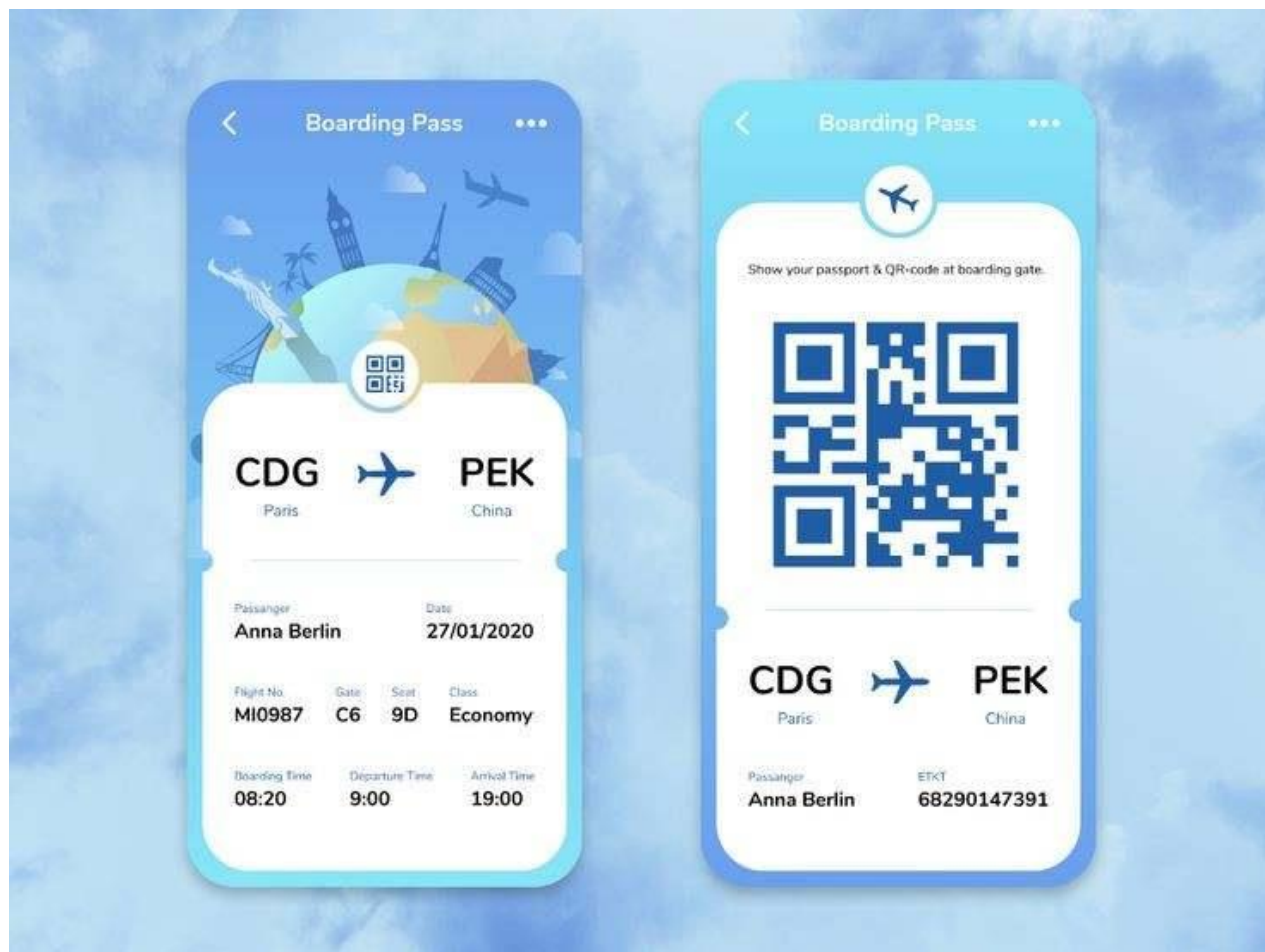 Boarding Pass
CDG PEK
Paris China
Passanger Date
Anna Berlin 27/01/2020
Flight No Gate Seat Class
MI0987 C6 9D Economy
Boarding Time Departure Time Arrival Time
08:20 9:00 19:00
Boarding Pass
Show your passport & QR-code at boarding gate.
CDG PEK
Paris China
Passanger ETKT
Anna Berlin 68290147391